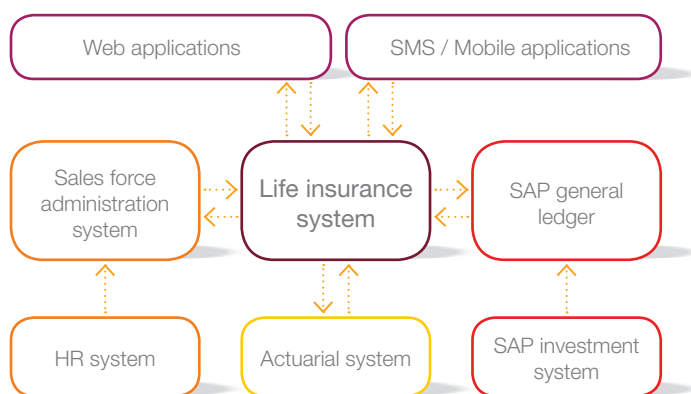 Web applications
SMS / Mobile applications
Sales force
administration
system
Life insurance
system
SAP general
ledger
HR system
Actuarial system
SAP investment
system